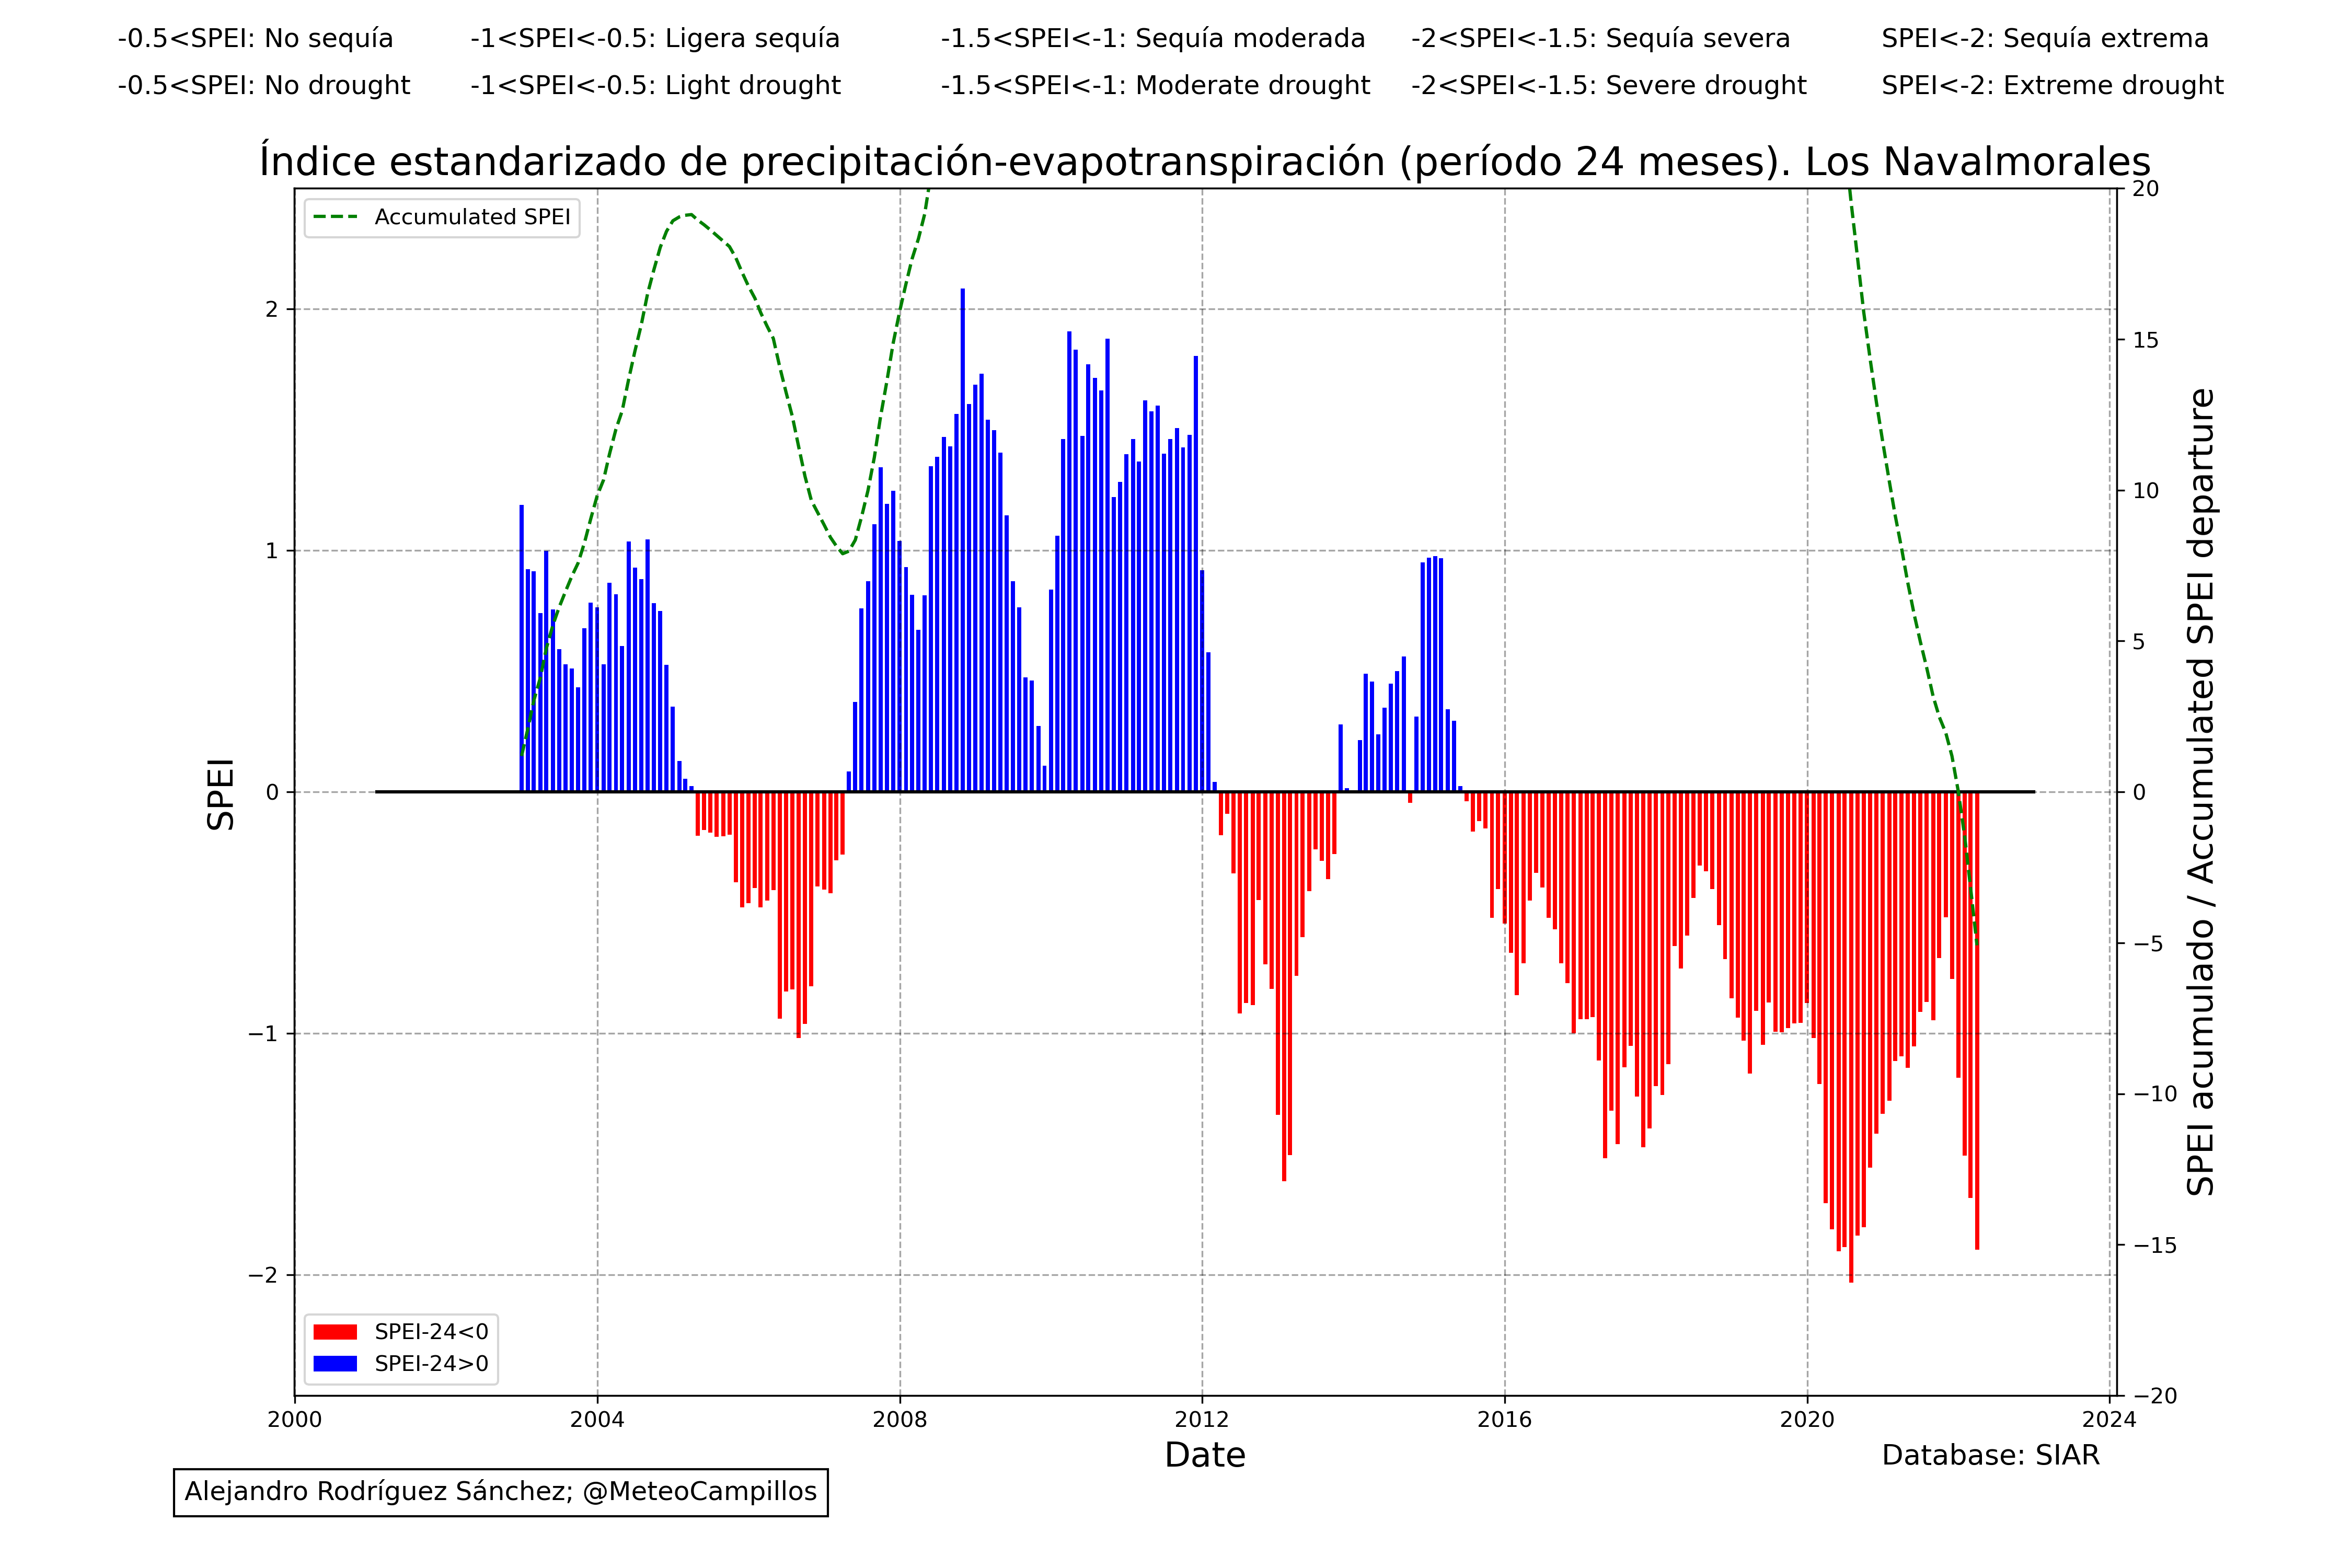 -0.5<SPEI: No sequía -1<SPEI<-0.5: Ligera sequía -1.5<SPEI<-1: Sequía moderada -2<SPEI<-1.5: Sequía severa SPEI<-2: Sequía extrema
-0.5<SPEI: No drought -1<SPEI<-0.5: Light drought -1.5<SPEI<-1: Moderate drought -2<SPEI<-1.5: Severe drought SPEI<-2: Extreme drought
Índice estandarizado de precipitación-evapotranspiración (período 24 meses). Los Navalmorales
Accumulated SPEI
SPEI
2
1
0
−1
−2
20
15
10
5
0
−5
−10
−15
−20
SPEI acumulado / Accumulated SPEI departure
SPEI-24<0
SPEI-24>0
2000 2004 2008 2012 2016 2020 2024
Date
Database: SIAR
Alejandro Rodríguez Sánchez; @MeteoCampillos